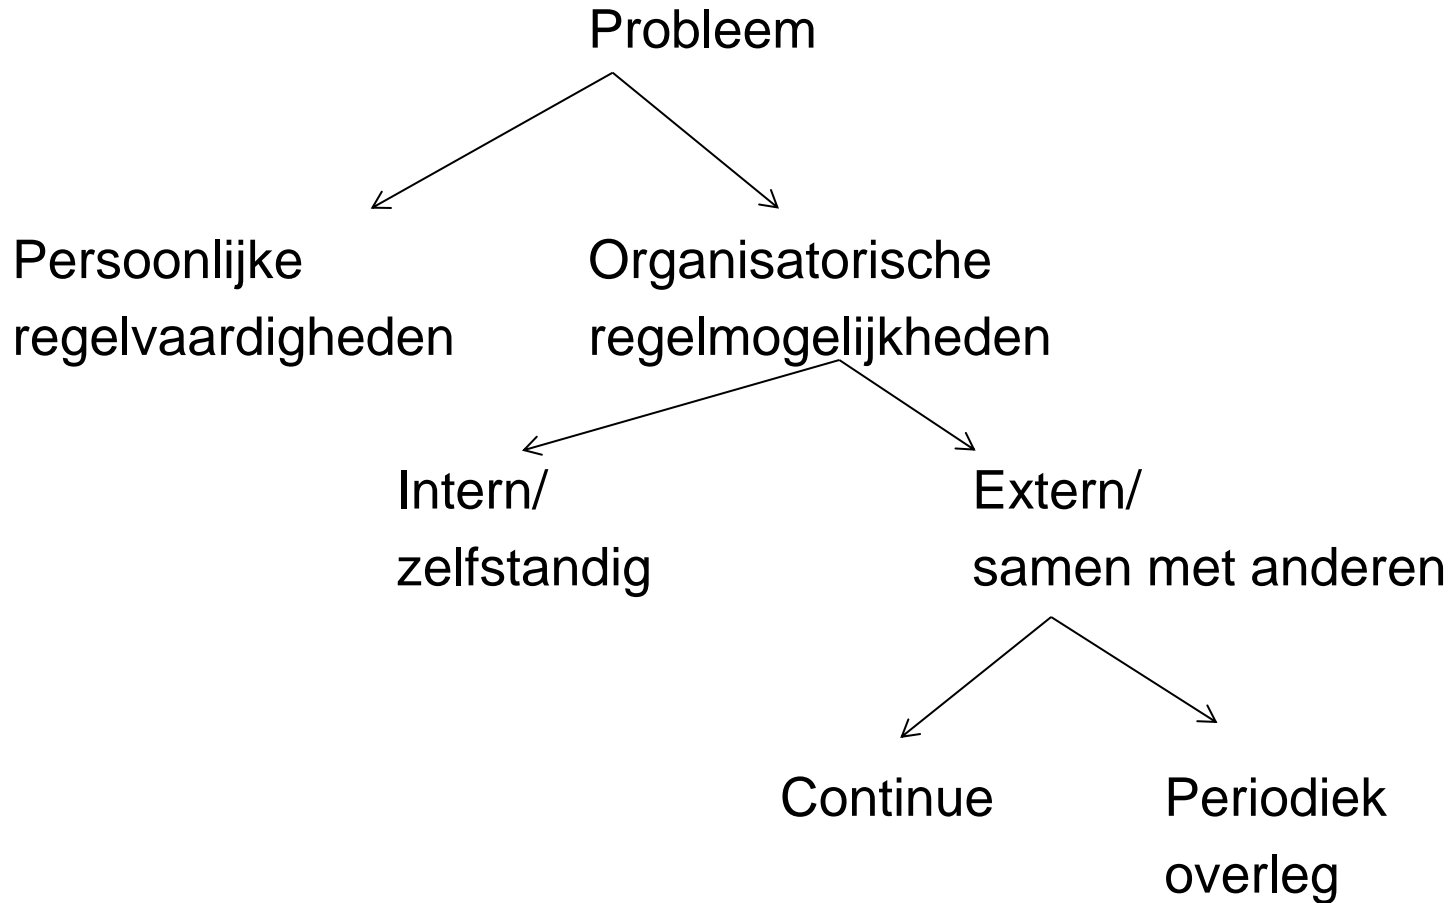 Probleem
Persoonlijke
regelvaardigheden
Organisatorische
regelmogelijkheden
Intern/
zelfstandig
Extern/
samen met anderen
Continue
Periodiek
overleg